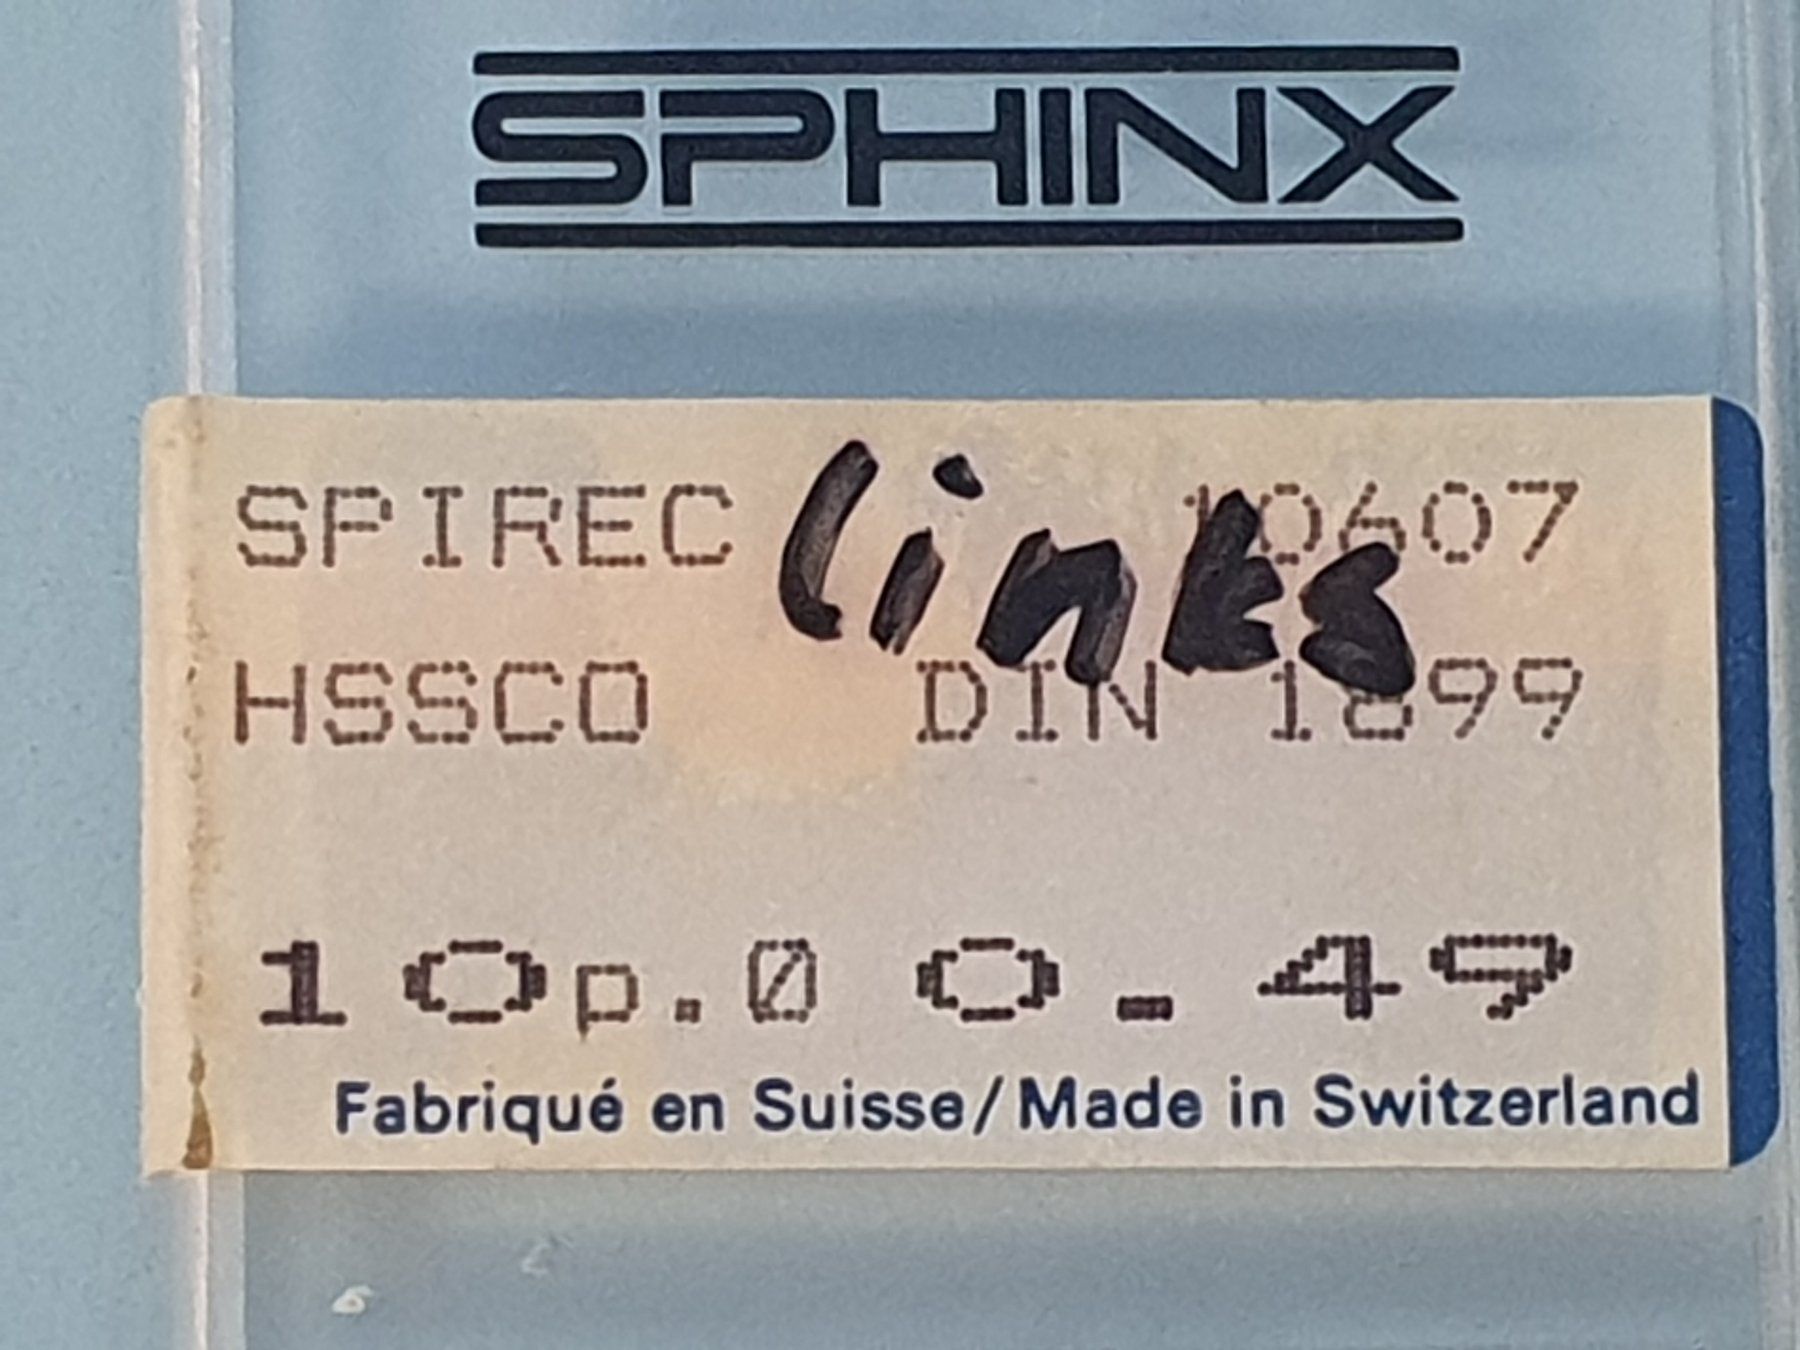 SPHINX
SPIREC links 10607
HSSCO DIN 1899
10p.Ø 0.49
Fabriqué en Suisse/Made in Switzerland